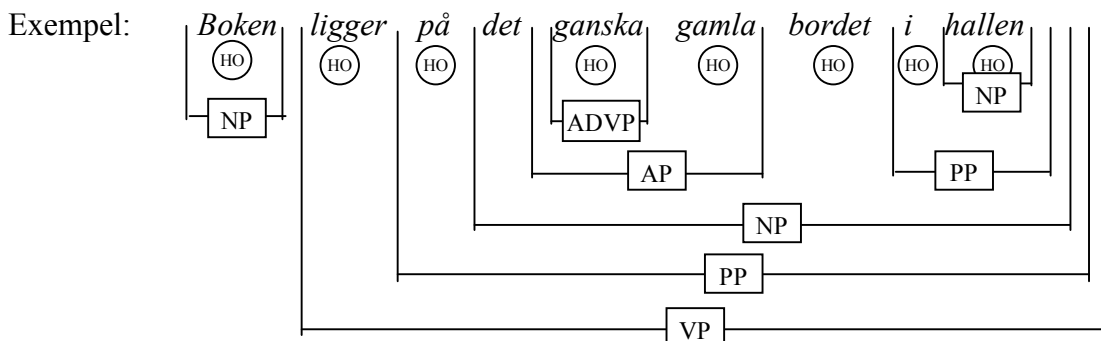 Exempel: Boken ligger på det ganska gamla bordet i hallen
HO HO HO HO HO HO HO HO
NP
NP ADVP
AP PP
NP
PP
VP